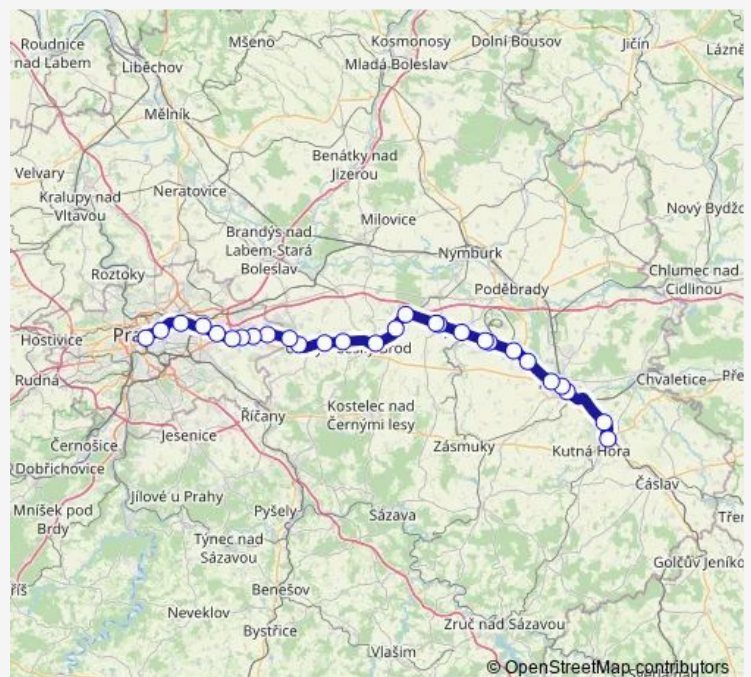 Roudnice
nad Labem
Liběchov
Mšeno
Kosmonosy
Mladá Boleslav
Dolní Bousov
Jičín
Lázně
Mělník
Benátky nad
Jizerou
Velvary
Kralupy nad
Vltavou
Neratovice
Milovice
Nový Bydžo
Brandýs nad
Labem-Stará
Boleslav
Nymburk
Roztoky
Poděbrady
Chlumec nad
Cidlinou
Hostivice
Rudná
Říčany
Kostelec nad
Černými lesy
Chvaletice
Jesenice
Černošice
Dobřichovice
Zásmuky
Kutná Hora
Čáslav
Mníšek pod
Brdy
Jílové u Prahy
Pyšely
Sázava
Týnec nad
Sázavou
Golčův Jeníko
Benešov
Neveklov
Bystřice
Zruč nad Sázavou
Vlašim
© OpenStreetMap contributors